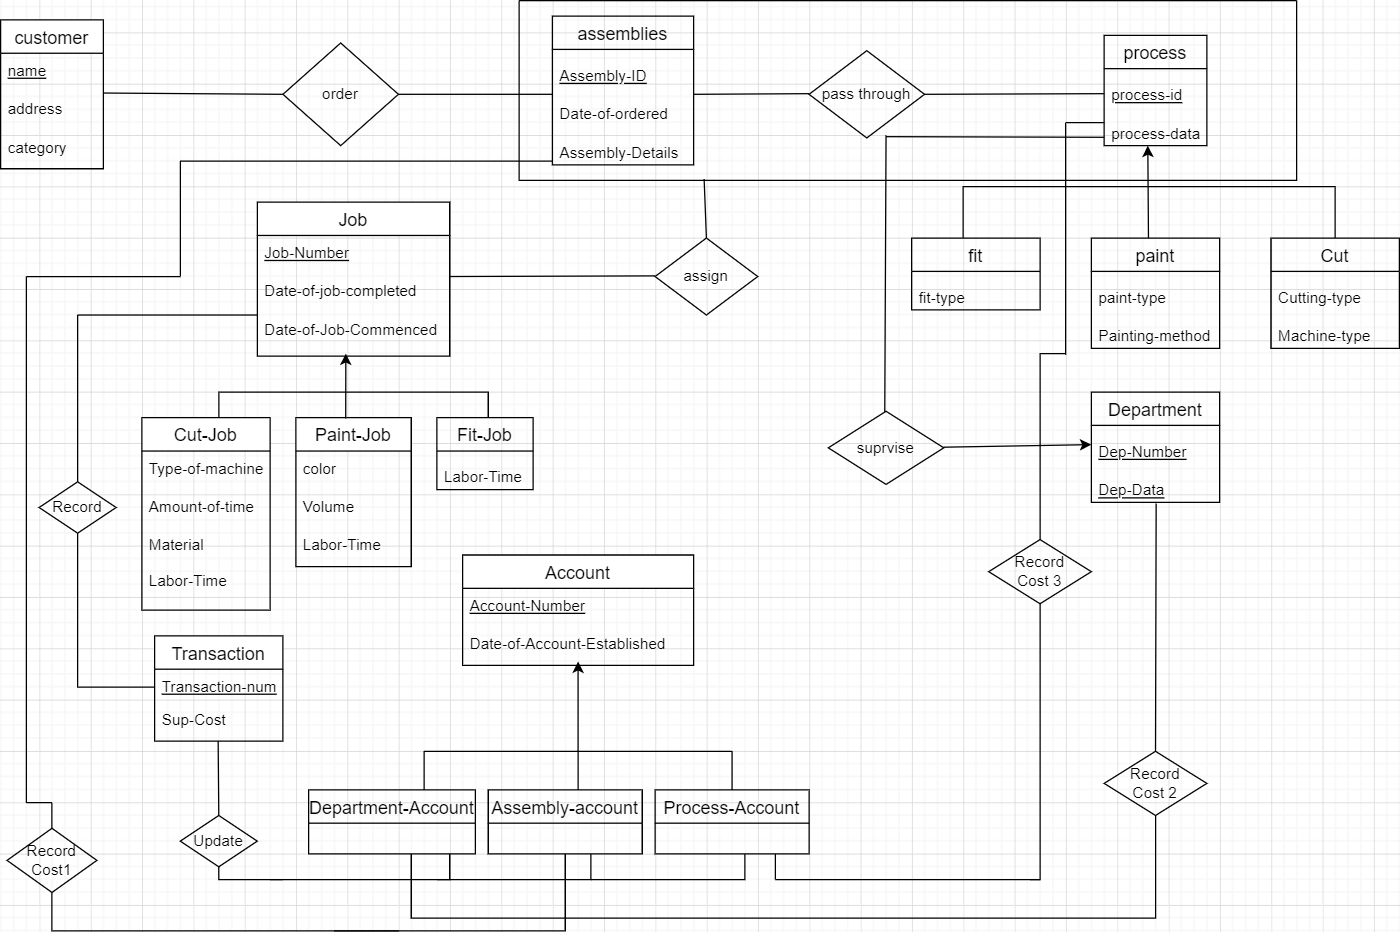 customer
name
address
category
order
assemblies
Assembly-ID
Date-of-ordered
Assembly-Details
pass through
process
process-id
process-data
Job
Job-Number
Date-of-job-completed
Date-of-Job-Commenced
assign
fit
fit-type
paint
paint-type
Painting-method
Cut
Cutting-type
Machine-type
Cut-Job
Type-of-machine
Amount-of-time
Material
Labor-Time
Paint-Job
color
Volume
Labor-Time
Fit-Job
Labor-Time
suprvise
Department
Dep-Number
Dep-Data
Record
Record
Cost 3
Account
Account-Number
Date-of-Account-Established
Transaction
Transaction-num
Sup-Cost
Record
Cost 2
Department-Account
Assembly-account
Process-Account
Update
Record
Cost1